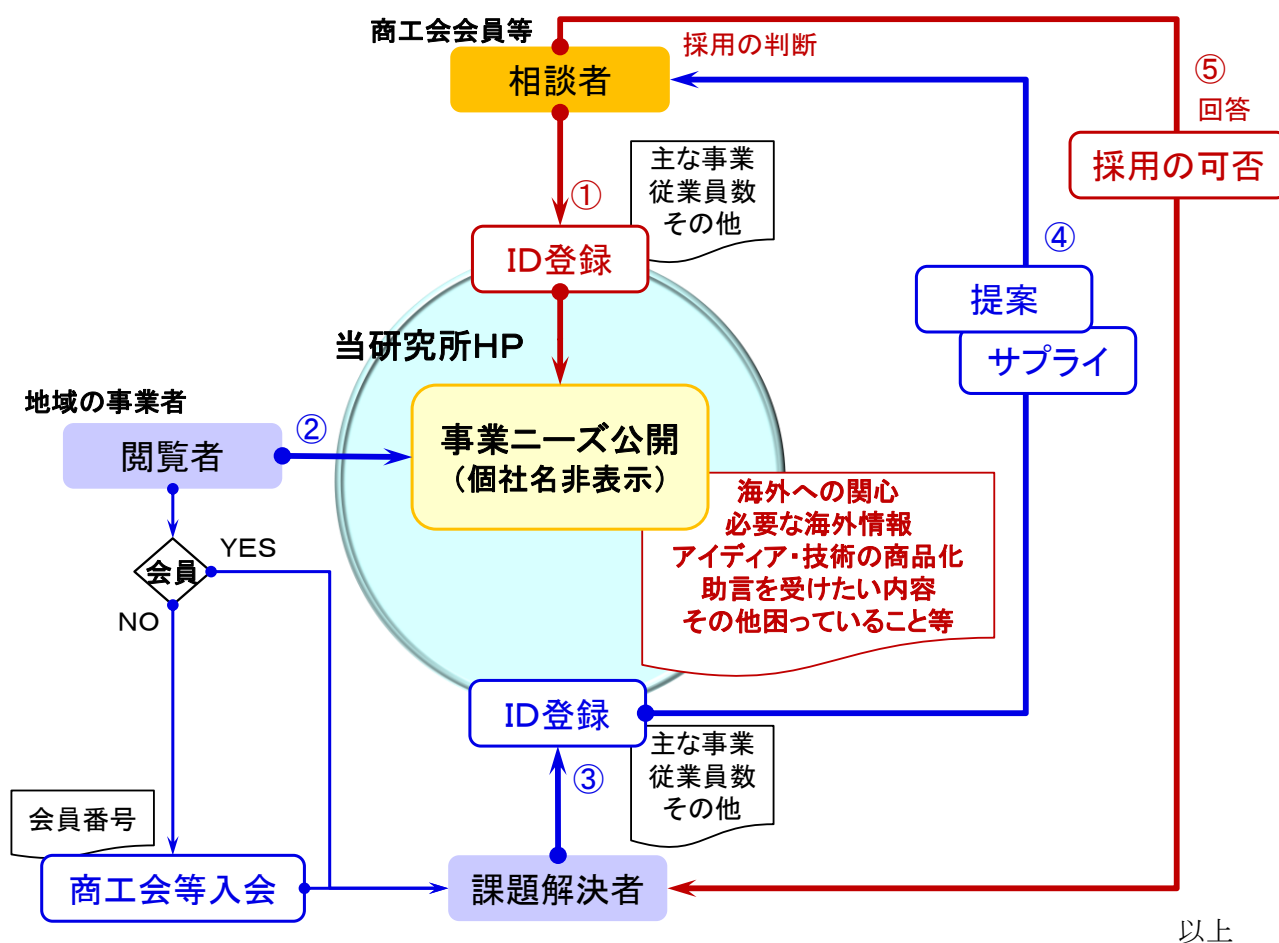 商工会会員等
相談者
採用の判断
⑤
回答
採用の可否
①
主な事業
従業員数
その他
ID登録
④
提案
サプライ
当研究所HP
地域の事業者
閲覧者
②
事業ニーズ公開
（個社名非表示）
海外への関心
必要な海外情報
アイディア・技術の商品化
助言を受けたい内容
その他困っていること等
会員
YES
NO
ID登録
主な事業
従業員数
その他
③
会員番号
商工会等入会
課題解決者
以上